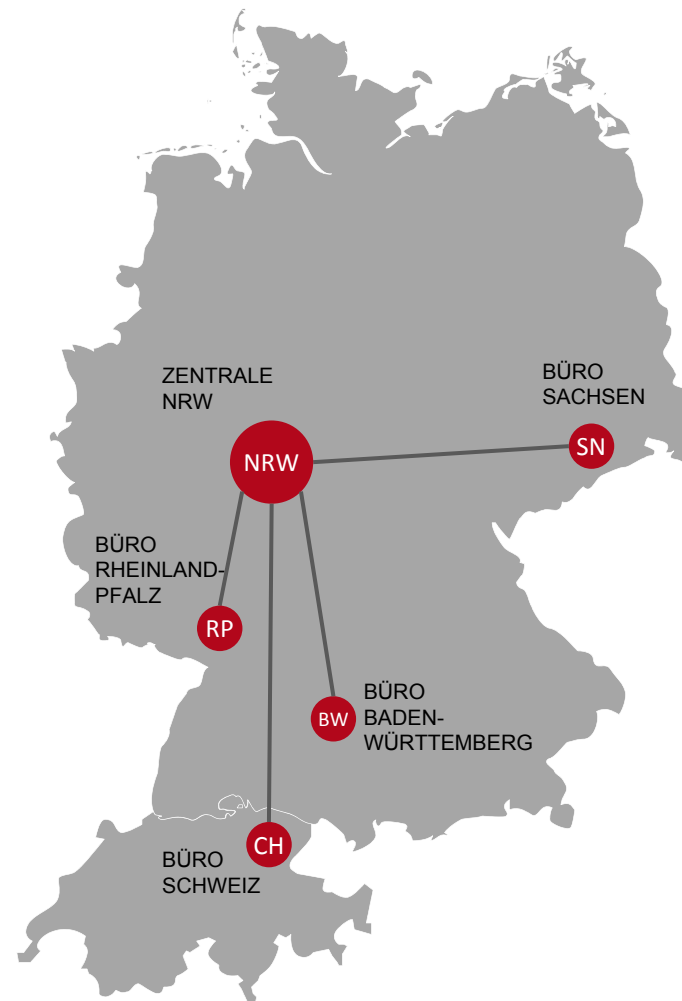 ZENTRALE
NRW
NRW
BÜRO
SACHSEN
SN
BÜRO
RHEINLAND-
PFALZ
RP
BÜRO
BADEN-
WÜRTTEMBERG
BW
BÜRO
SCHWEIZ
CH